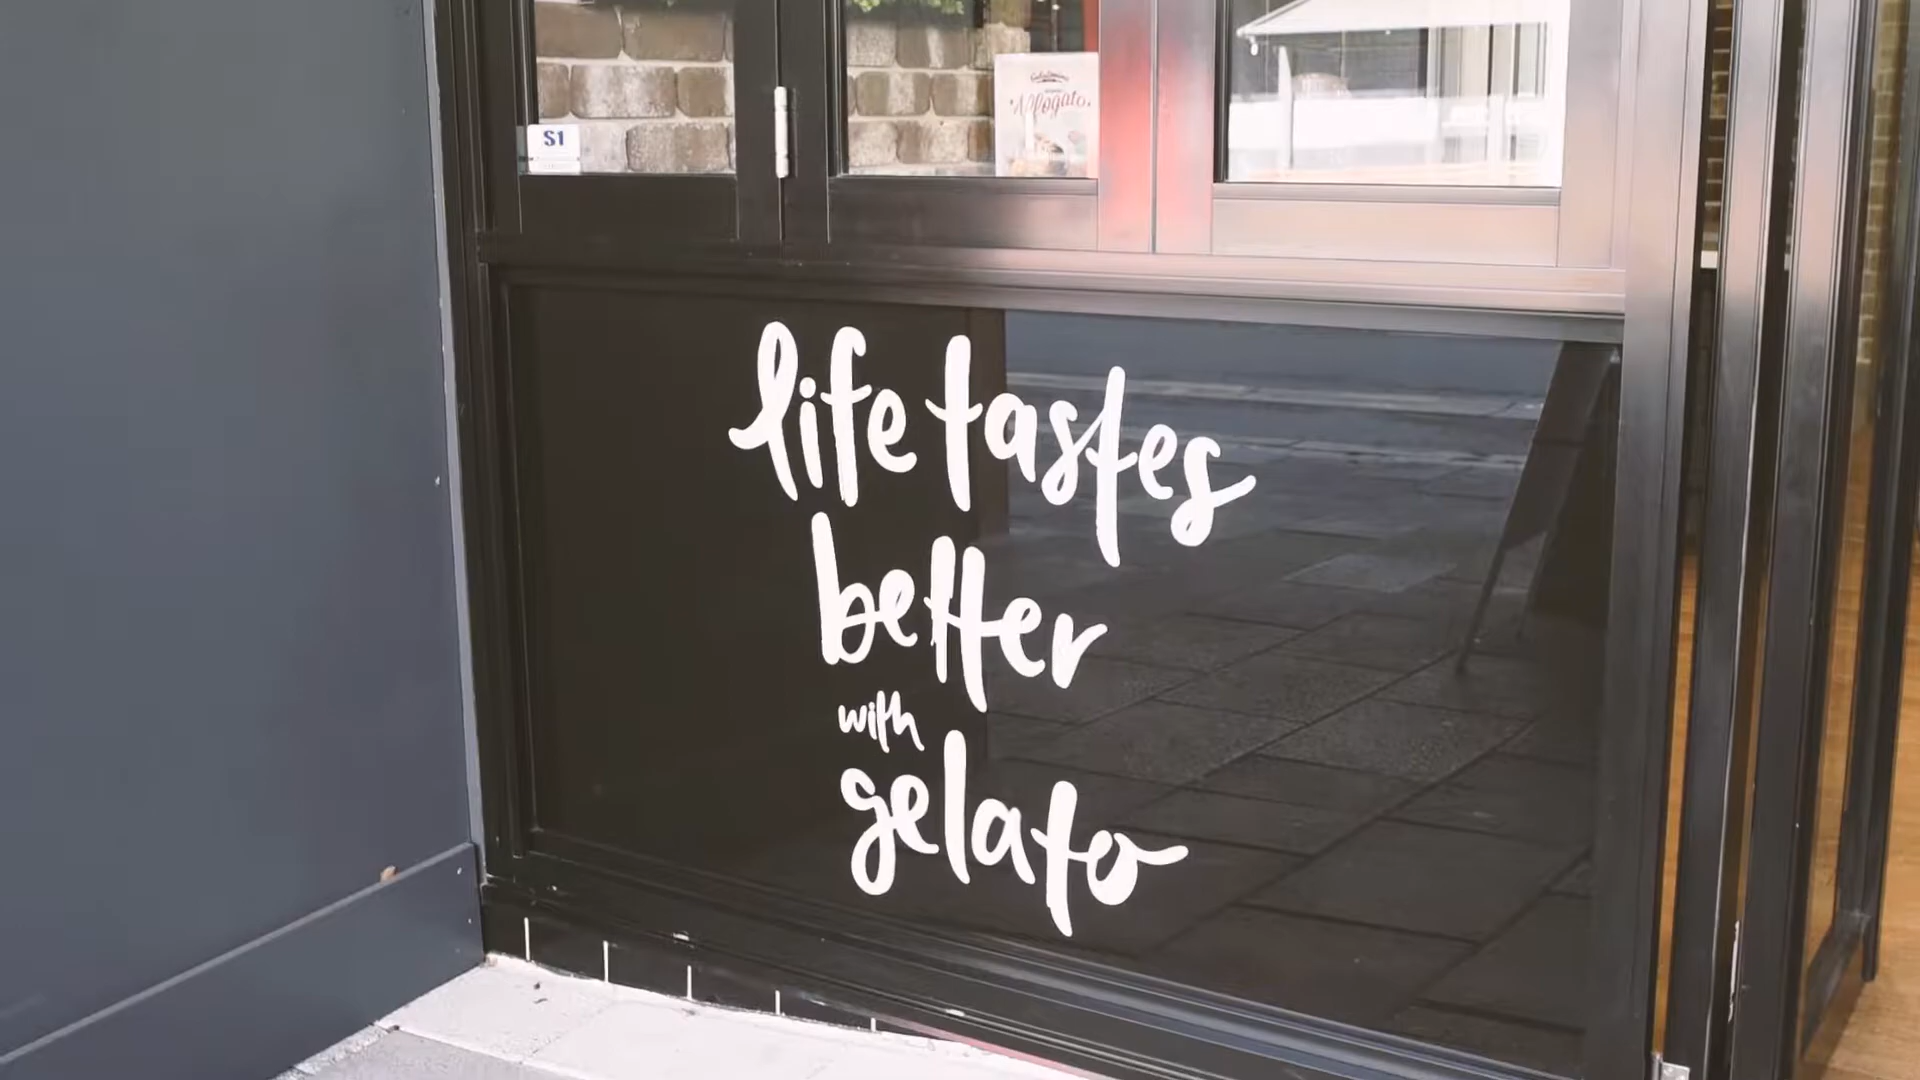 Affogato
S1
life tastes
better
with
gelato